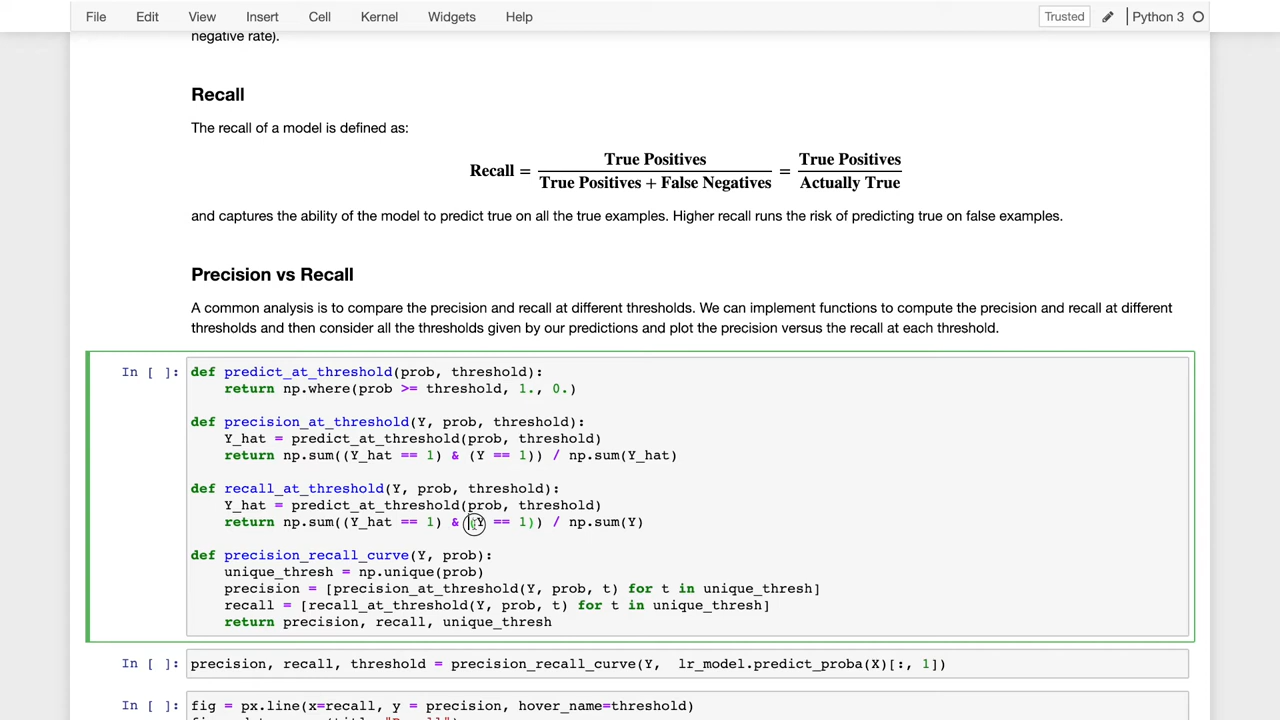 File Edit View Insert Cell Kernel Widgets Help Trusted Python 3
negative rate).
Recall
The recall of a model is defined as:
Recall = True Positives / True Positives + False Negatives = True Positives / Actually True
and captures the ability of the model to predict true on all the true examples. Higher recall runs the risk of predicting true on false examples.
Precision vs Recall
A common analysis is to compare the precision and recall at different thresholds. We can implement functions to compute the precision and recall at different
thresholds and then consider all the thresholds given by our predictions and plot the precision versus the recall at each threshold.
In [ ]: def predict_at_threshold(prob, threshold):
    return np.where(prob >= threshold, 1., 0.)
def precision_at_threshold(Y, prob, threshold):
    Y_hat = predict_at_threshold(prob, threshold)
    return np.sum((Y_hat == 1) & (Y == 1)) / np.sum(Y_hat)
def recall_at_threshold(Y, prob, threshold):
    Y_hat = predict_at_threshold(prob, threshold)
    return np.sum((Y_hat == 1) & (Y == 1)) / np.sum(Y)
def precision_recall_curve(Y, prob):
    unique_thresh = np.unique(prob)
    precision = [precision_at_threshold(Y, prob, t) for t in unique_thresh]
    recall = [recall_at_threshold(Y, prob, t) for t in unique_thresh]
    return precision, recall, unique_thresh
In [ ]: precision, recall, threshold = precision_recall_curve(Y,  lr_model.predict_proba(X)[:, 1])
In [ ]: fig = px.line(x=recall, y = precision, hover_name=threshold)